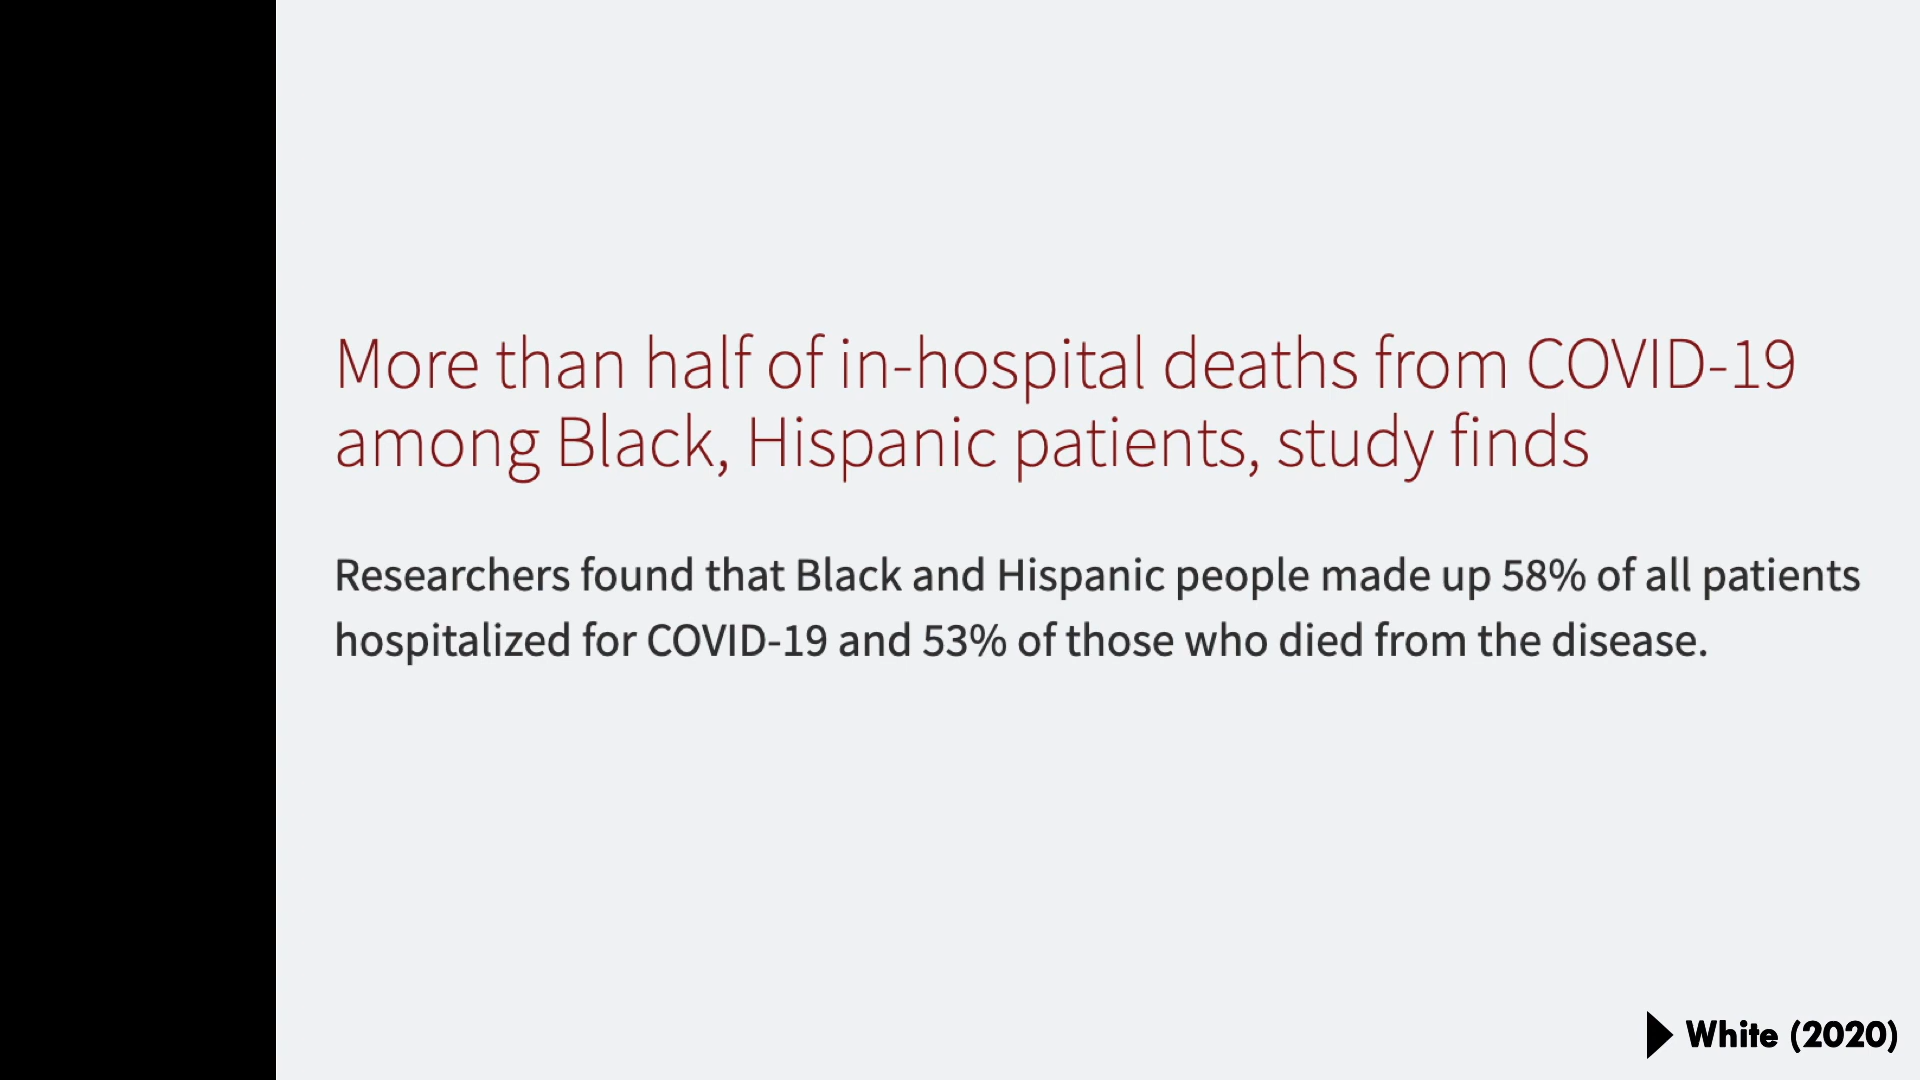 More than half of in-hospital deaths from COVID-19
among Black, Hispanic patients, study finds
Researchers found that Black and Hispanic people made up 58% of all patients
hospitalized for COVID-19 and 53% of those who died from the disease.
White (2020)